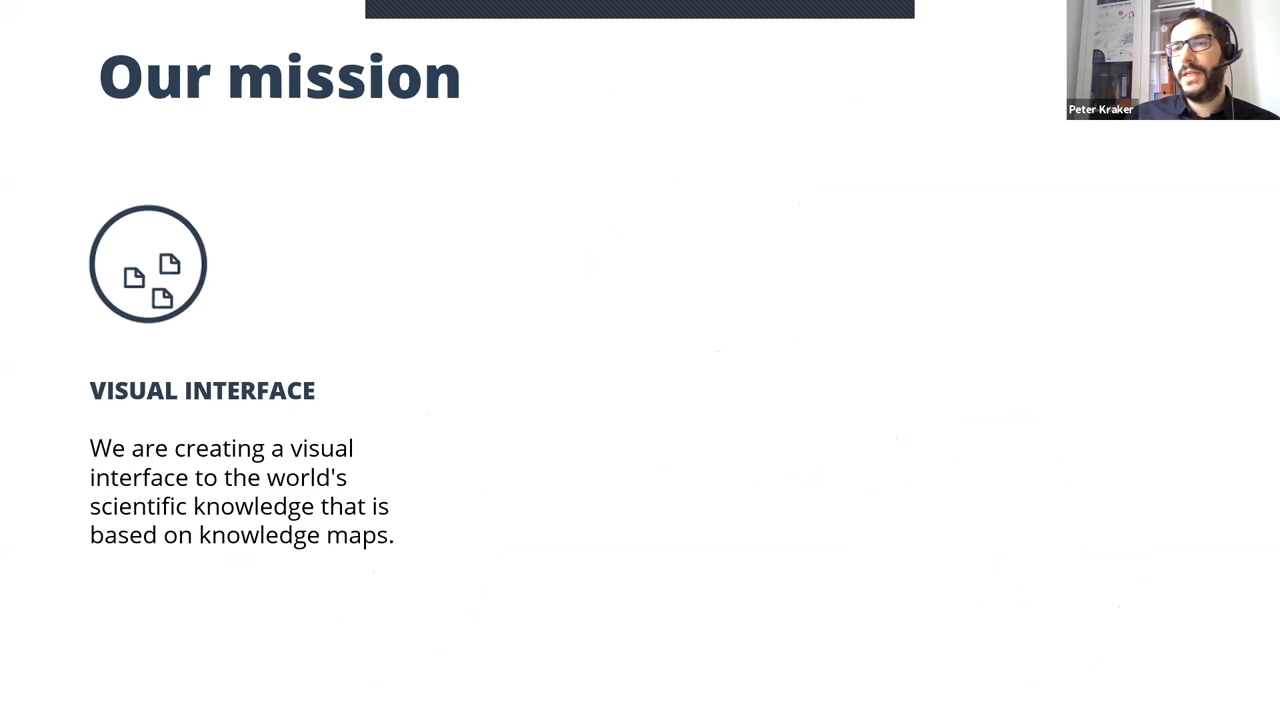 Our mission
Peter Kraker
VISUAL INTERFACE
We are creating a visual
interface to the world's
scientific knowledge that is
based on knowledge maps.